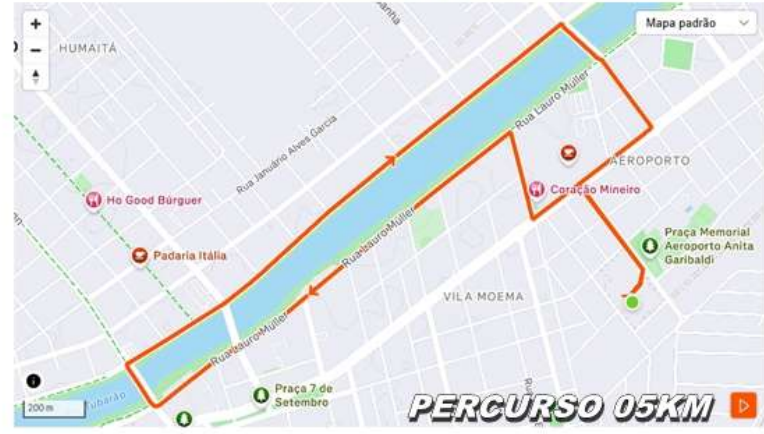 anha
Mapa padrão
HUMAITÁ
Rua Lauro Müller
Rua Januário Alves Garcia
AEROPORTO
Ho Good Búrguer
Coração Mineiro
Praça Memorial
Aeroporto Anita
Garibaldi
Rua Lauro Müller
Padaria Itália
VILA MOEMA
Rua Lauro Müller
Praça 7 de
Setembro
200 m
Tubarão
PERCURSO 05KM